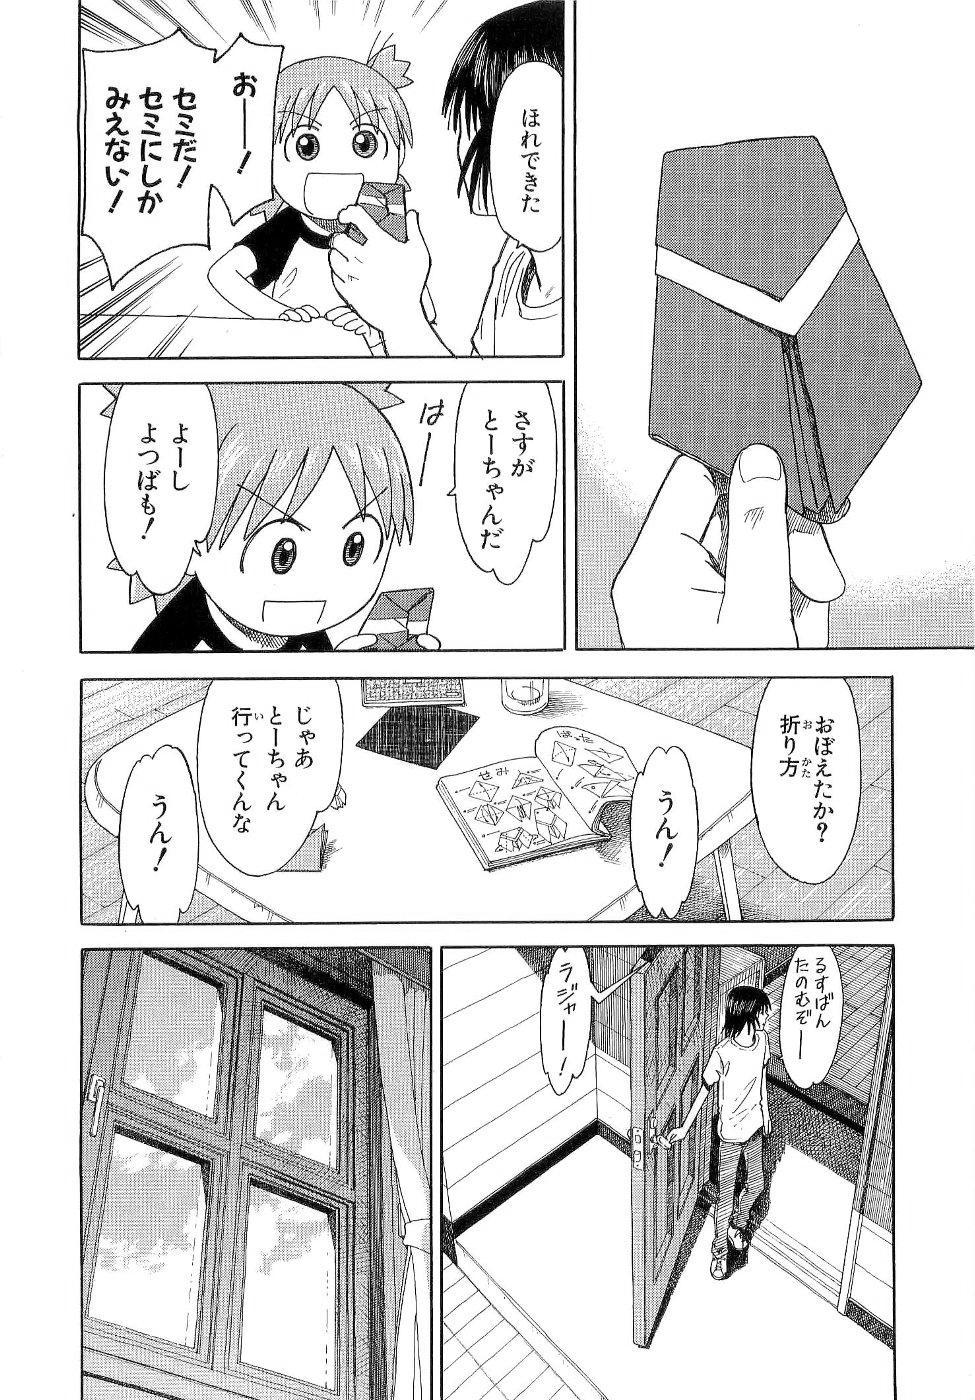 ほれできた
おーー！
セミだ！
セミにしか
みえない！
さすが
とーちゃんだ
はー
よーし
よつばも！
おぼえたか？
折り方
お かた
うん！
せみ
じゃあ
とーちゃん
行ってくんな
い
うん！
るすばん
たのむぞー
ラジャー！